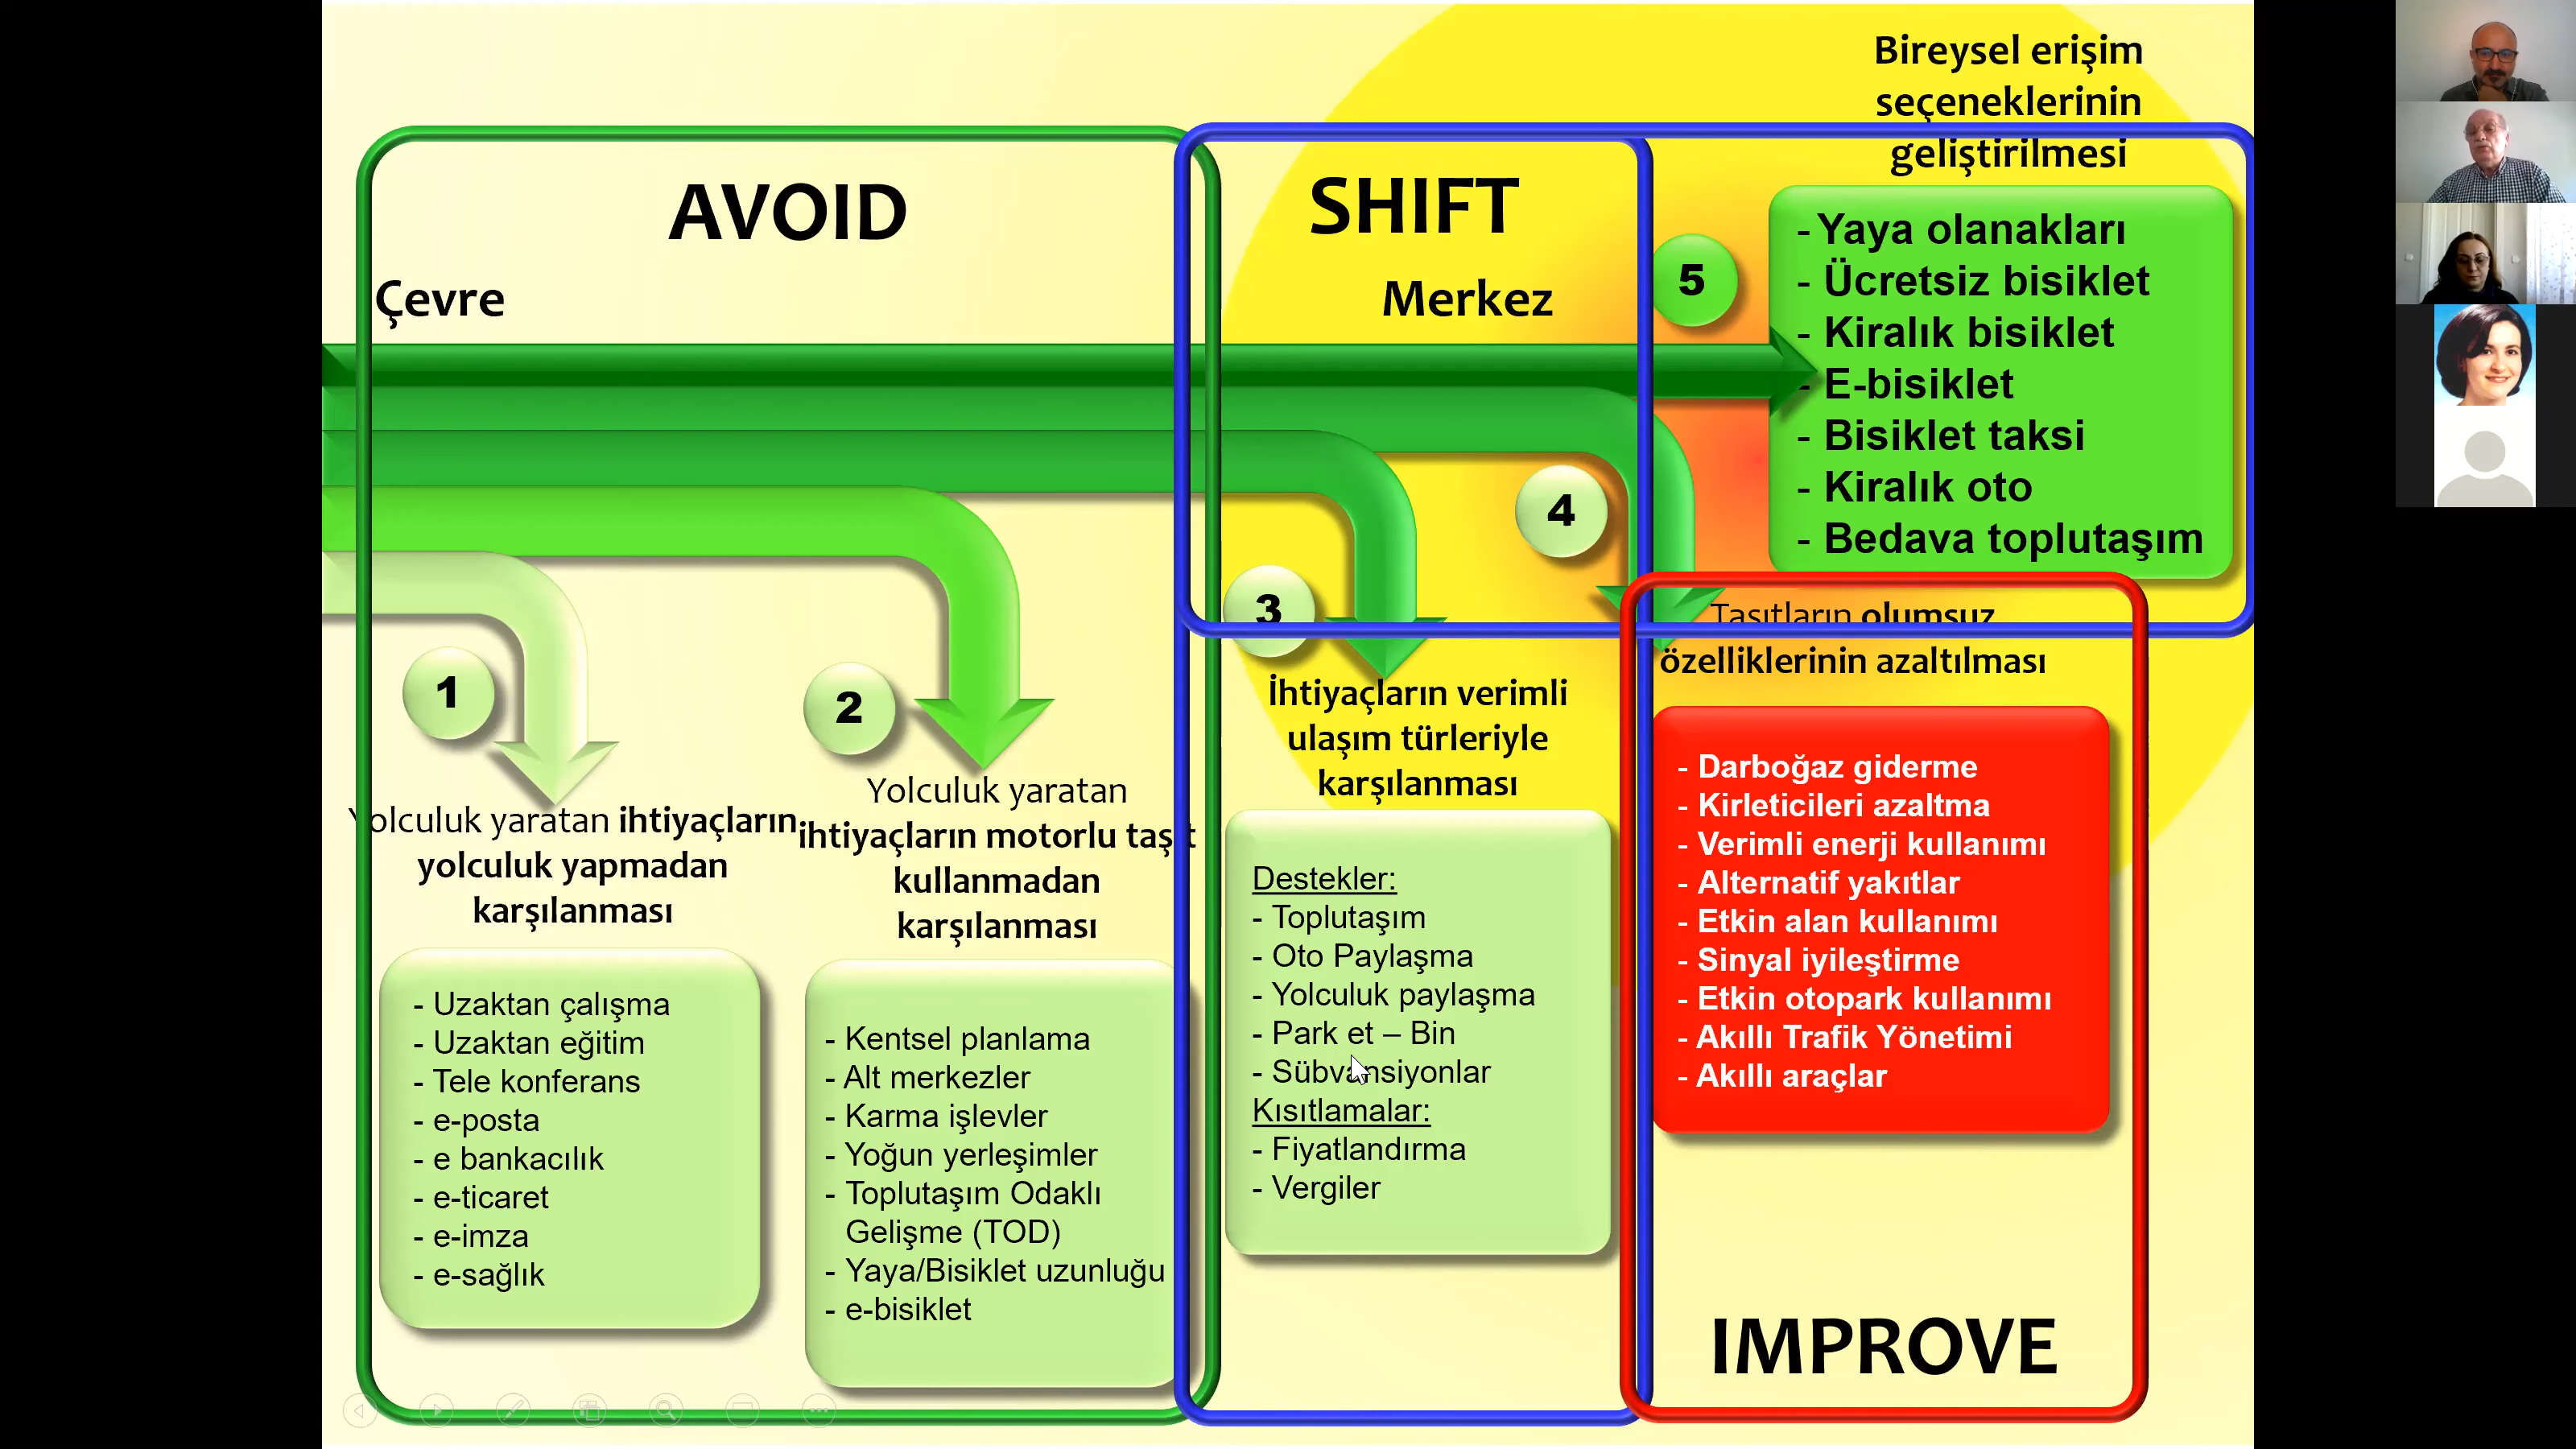 AVOID
Çevre
1
Yolculuk yaratan ihtiyaçların
yolculuk yapmadan
karşılanması
- Uzaktan çalışma
- Uzaktan eğitim
- Tele konferans
- e-posta
- e bankacılık
- e-ticaret
- e-imza
- e-sağlık
2
Yolculuk yaratan
ihtiyaçların motorlu taşıt
kullanmadan
karşılanması
- Kentsel planlama
- Alt merkezler
- Karma işlevler
- Yoğun yerleşimler
- Toplutaşım Odaklı
Gelişme (TOD)
- Yaya/Bisiklet uzunluğu
- e-bisiklet
SHIFT
Merkez
3
İhtiyaçların verimli
ulaşım türleriyle
karşılanması
Destekler:
- Toplutaşım
- Oto Paylaşma
- Yolculuk paylaşma
- Park et – Bin
- Sübvansiyonlar
Kısıtlamalar:
- Fiyatlandırma
- Vergiler
4
Taşıtların olumsuz
özelliklerinin azaltılması
- Darboğaz giderme
- Kirleticileri azaltma
- Verimli enerji kullanımı
- Alternatif yakıtlar
- Etkin alan kullanımı
- Sinyal iyileştirme
- Etkin otopark kullanımı
- Akıllı Trafik Yönetimi
- Akıllı araçlar
IMPROVE
5
Bireysel erişim
seçeneklerinin
geliştirilmesi
- Yaya olanakları
- Ücretsiz bisiklet
- Kiralık bisiklet
- E-bisiklet
- Bisiklet taksi
- Kiralık oto
- Bedava toplutaşım